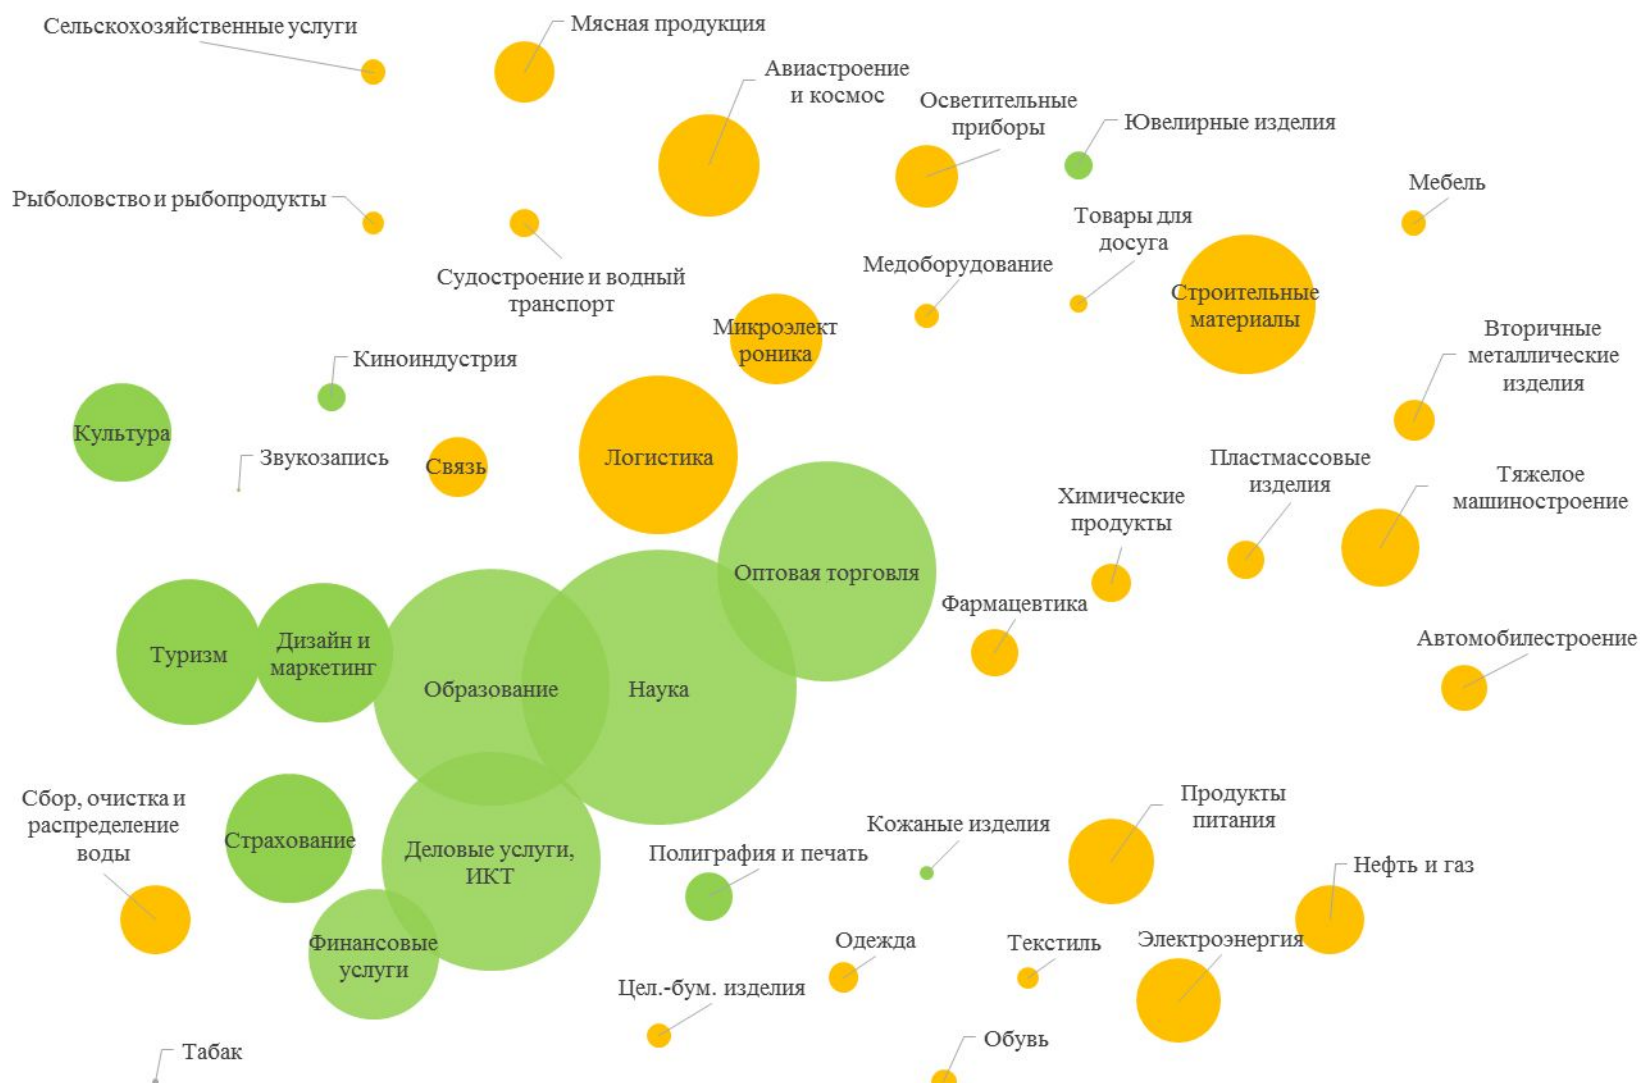 Сельскохозяйственные услуги
Мясная продукция
Авиастроение
и космос
Осветительные
приборы
Ювелирные изделия
Рыболовство и рыбопродукты
Мебель
Товары для
досуга
Судостроение и водный
транспорт
Медоборудование
Строительные
материалы
Микроэлект
роника
Вторичные
металлические
изделия
Киноиндустрия
Культура
Звукозапись
Связь
Логистика
Пластмассовые
изделия
Тяжелое
машиностроение
Химические
продукты
Оптовая торговля
Фармацевтика
Автомобилестроение
Туризм
Дизайн и
маркетинг
Образование
Наука
Сбор, очистка и
распределение
воды
Страхование
Деловые услуги,
ИКТ
Полиграфия и печать
Кожаные изделия
Продукты
питания
Нефть и газ
Финансовые
услуги
Одежда
Текстиль
Электроэнергия
Цел.-бум. изделия
Обувь
Табак